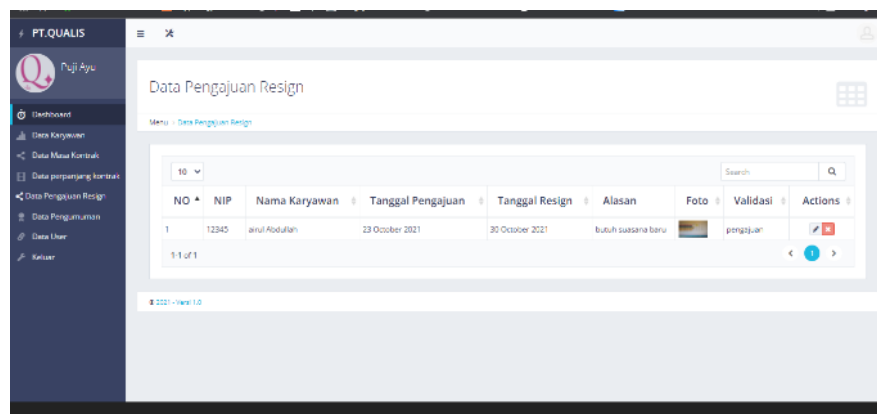 PT.QUALIS
Puji Ayu
Dashboard
Data Karyawan
Data Masa Kontrak
Data perpanjang kontrak
Data Pengajuan Resign
Data Pengumuman
Data User
Keluar
Data Pengajuan Resign
Menu - Data Pengajuan Resign
10 Search
NO NIP Nama Karyawan Tanggal Pengajuan Tanggal Resign Alasan Foto Validasi Actions
1 12345 airul Abdullah 23 October 2021 30 October 2021 butuh suasana baru pengajuan
1-1 of 1 1
2021 - Versi 1.0